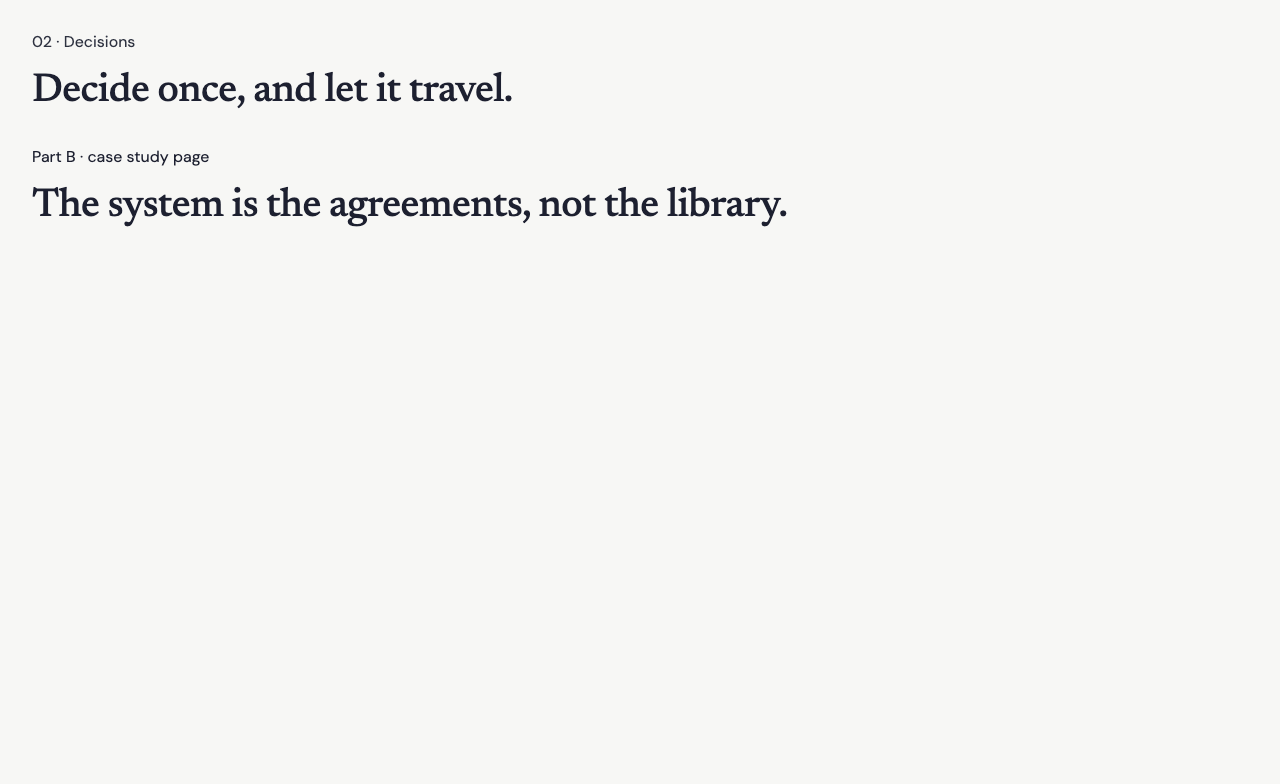 02 · Decisions
Decide once, and let it travel.
Part B · case study page
The system is the agreements, not the library.